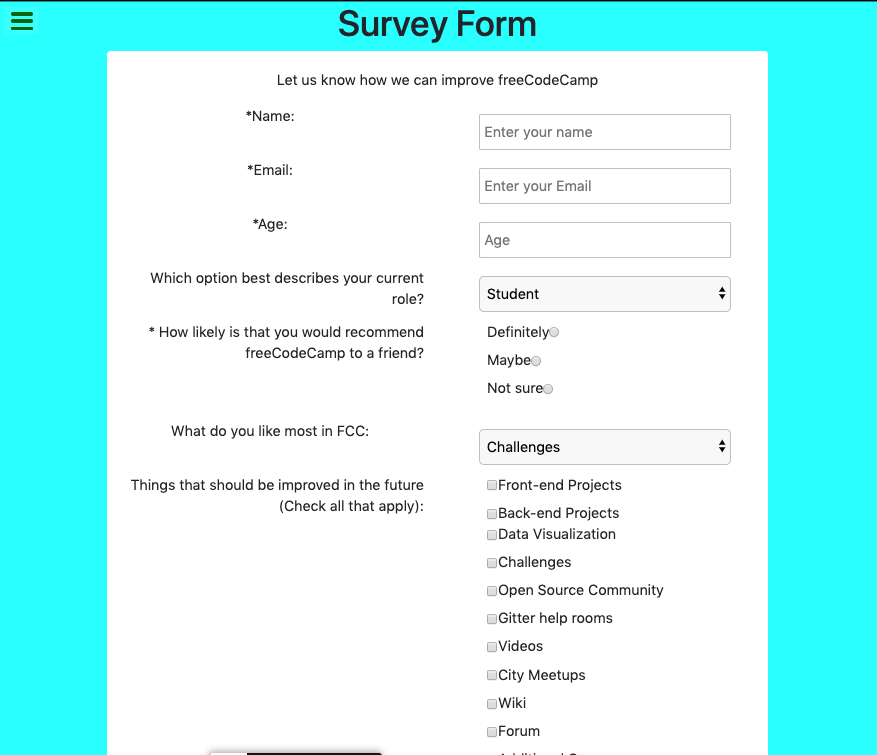 Survey Form
Let us know how we can improve freeCodeCamp
*Name:
Enter your name
*Email:
Enter your Email
*Age:
Age
Which option best describes your current
role?
Student
* How likely is that you would recommend
freeCodeCamp to a friend?
Definitely
Maybe
Not sure
What do you like most in FCC:
Challenges
Things that should be improved in the future
(Check all that apply):
Front-end Projects
Back-end Projects
Data Visualization
Challenges
Open Source Community
Gitter help rooms
Videos
City Meetups
Wiki
Forum